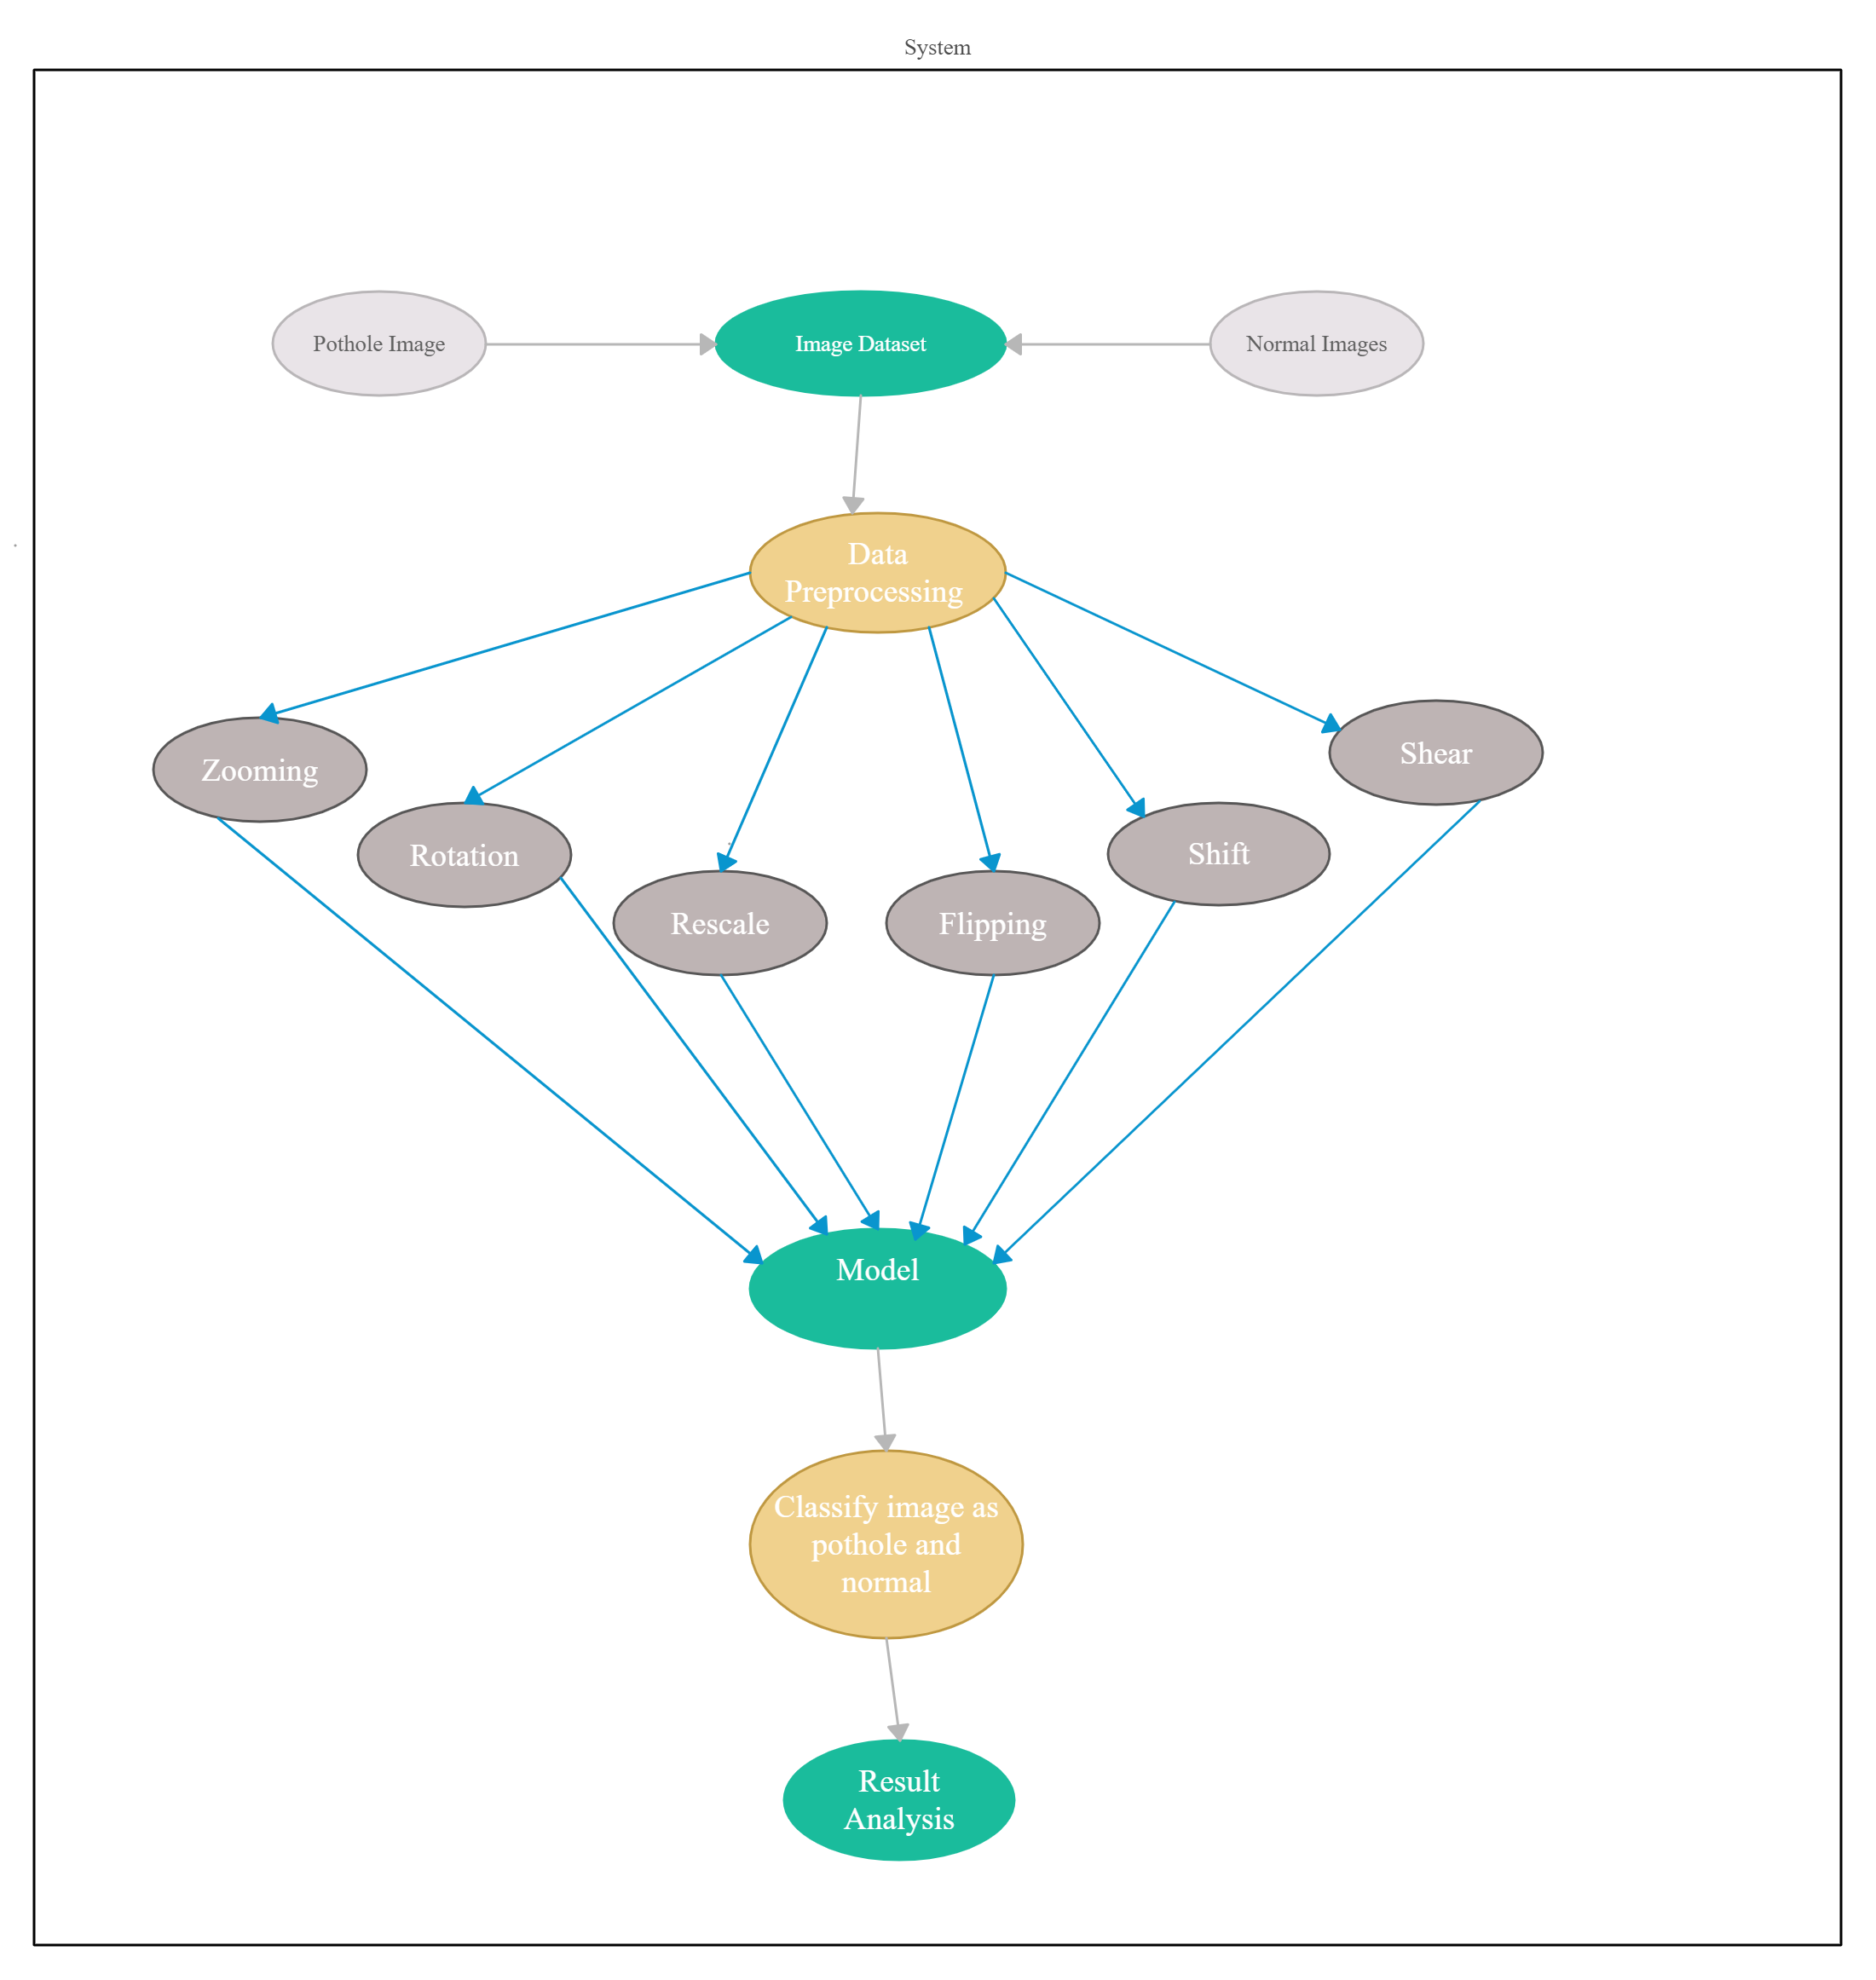 System
Pothole Image
Image Dataset
Normal Images
Data
Preprocessing
Zooming
Rotation
Rescale
Flipping
Shift
Shear
Model
Classify image as
pothole and
normal
Result
Analysis